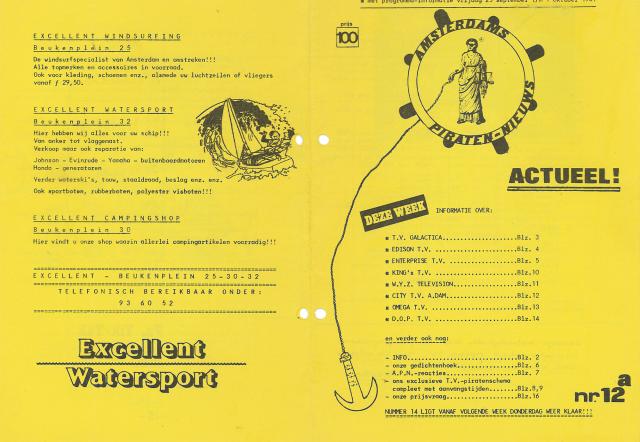 EXCELLENT WINDSURFING
Beukenplein 25
De windsurfspecialist van Amsterdam en omstreken!!!
Alle topmerken en accessoires in voorraad.
Ook voor kleding, schoenen enz., alsmede uw luchtzeilen of vliegers
vanaf ƒ 29,50.
EXCELLENT WATERSPORT
Beukenplein 32
Hier hebben wij alles voor uw schip!!!
Van anker tot vlaggemast.
Verkoop maar ook reparatie van:
Johnson - Evinrude - Yamaha - buitenboordmotoren
Honda - generatoren
Verder waterski's, touw, staaldraad, beslag enz. enz.
Ook sportboten, rubberboten, polyester visboten!!!
EXCELLENT CAMPINGSHOP
Beukenplein 30
Hier vindt u onze shop waarin allerlei campingartikelen voorradig!!!
EXCELLENT - BEUKENPLEIN 25-30-32
TELEFONISCH BEREIKBAAR ONDER:
93 60 52
Excellent
Watersport
prijs
100
AMSTERDAMS
PIRATEN-NIEUWS
ACTUEEL!
DEZE WEEK
INFORMATIE OVER:
T.V. GALACTICA..................Blz. 3
EDISON T.V. ....................Blz. 4
ENTERPRISE T.V. ................Blz. 5
KING's T.V. ....................Blz.10
W.Y.Z. TELEVISION...............Blz.11
CITY T.V. A.DAM.................Blz.12
OMEGA T.V. .....................Blz.13
D.O.P. T.V. ....................Blz.14
en verder ook nog:
- INFO..........................Blz. 2
- onze gedichtenhoek............Blz. 6
- A.P.N.-reacties...............Blz. 7
- ons exclusieve T.V.-piratenschema
compleet met aanvangstijden.....Blz.8,9
- onze prijsvraag...............Blz.16
nr 12a
NUMMER 14 LIGT VANAF VOLGENDE WEEK DONDERDAG WEER KLAAR!!!